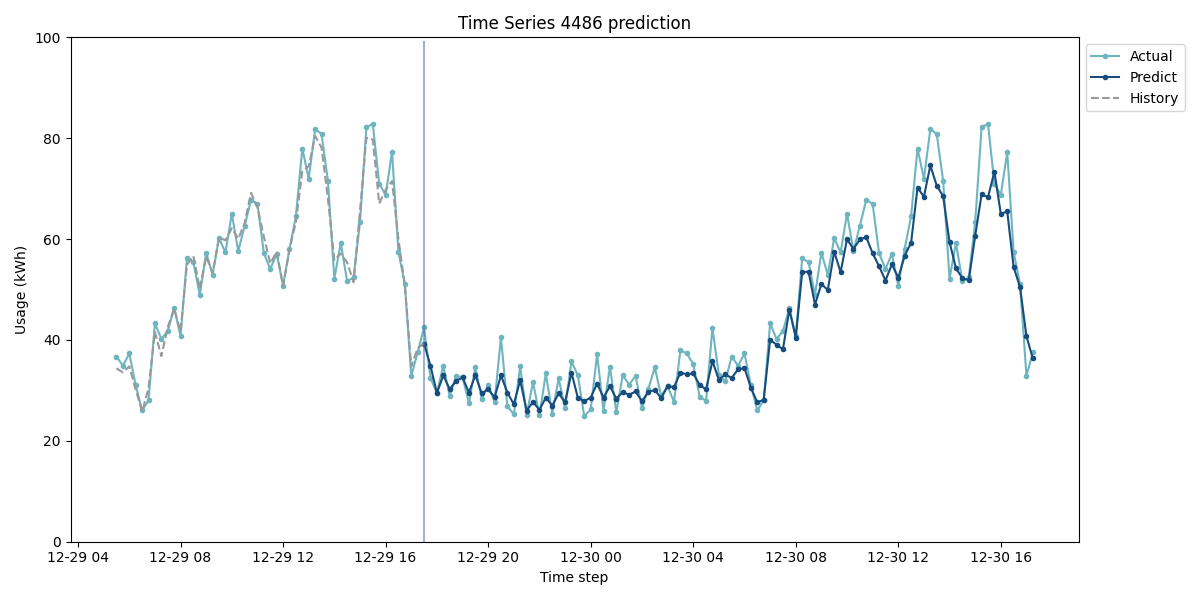 Time Series 4486 prediction
Usage (kWh)
100
80
60
40
20
0
12-29 04
12-29 08
12-29 12
12-29 16
12-29 20
12-30 00
12-30 04
12-30 08
12-30 12
12-30 16
Time step
Actual
Predict
History